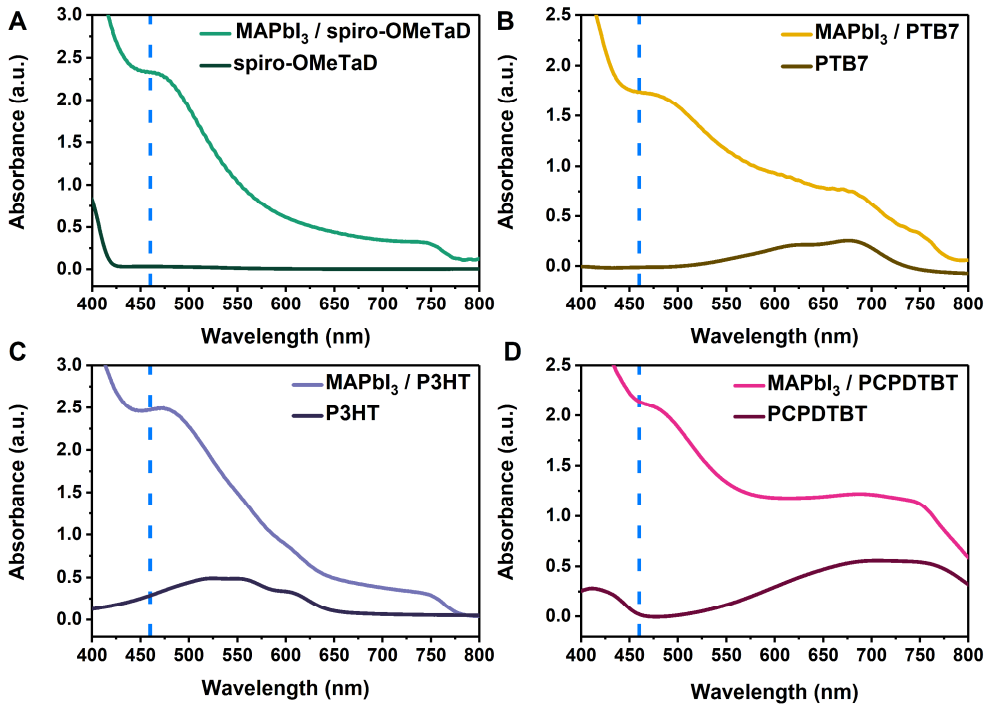 A
MAPbI3 / spiro-OMeTaD
spiro-OMeTaD
3.0
2.5
2.0
1.5
1.0
0.5
0.0
Absorbance (a.u.)
400 450 500 550 600 650 700 750 800
Wavelength (nm)
B
MAPbI3 / PTB7
PTB7
2.5
2.0
1.5
1.0
0.5
0.0
Absorbance (a.u.)
400 450 500 550 600 650 700 750 800
Wavelength (nm)
C
MAPbI3 / P3HT
P3HT
3.0
2.5
2.0
1.5
1.0
0.5
0.0
Absorbance (a.u.)
400 450 500 550 600 650 700 750 800
Wavelength (nm)
D
MAPbI3 / PCPDTBT
PCPDTBT
2.5
2.0
1.5
1.0
0.5
0.0
Absorbance (a.u.)
400 450 500 550 600 650 700 750 800
Wavelength (nm)